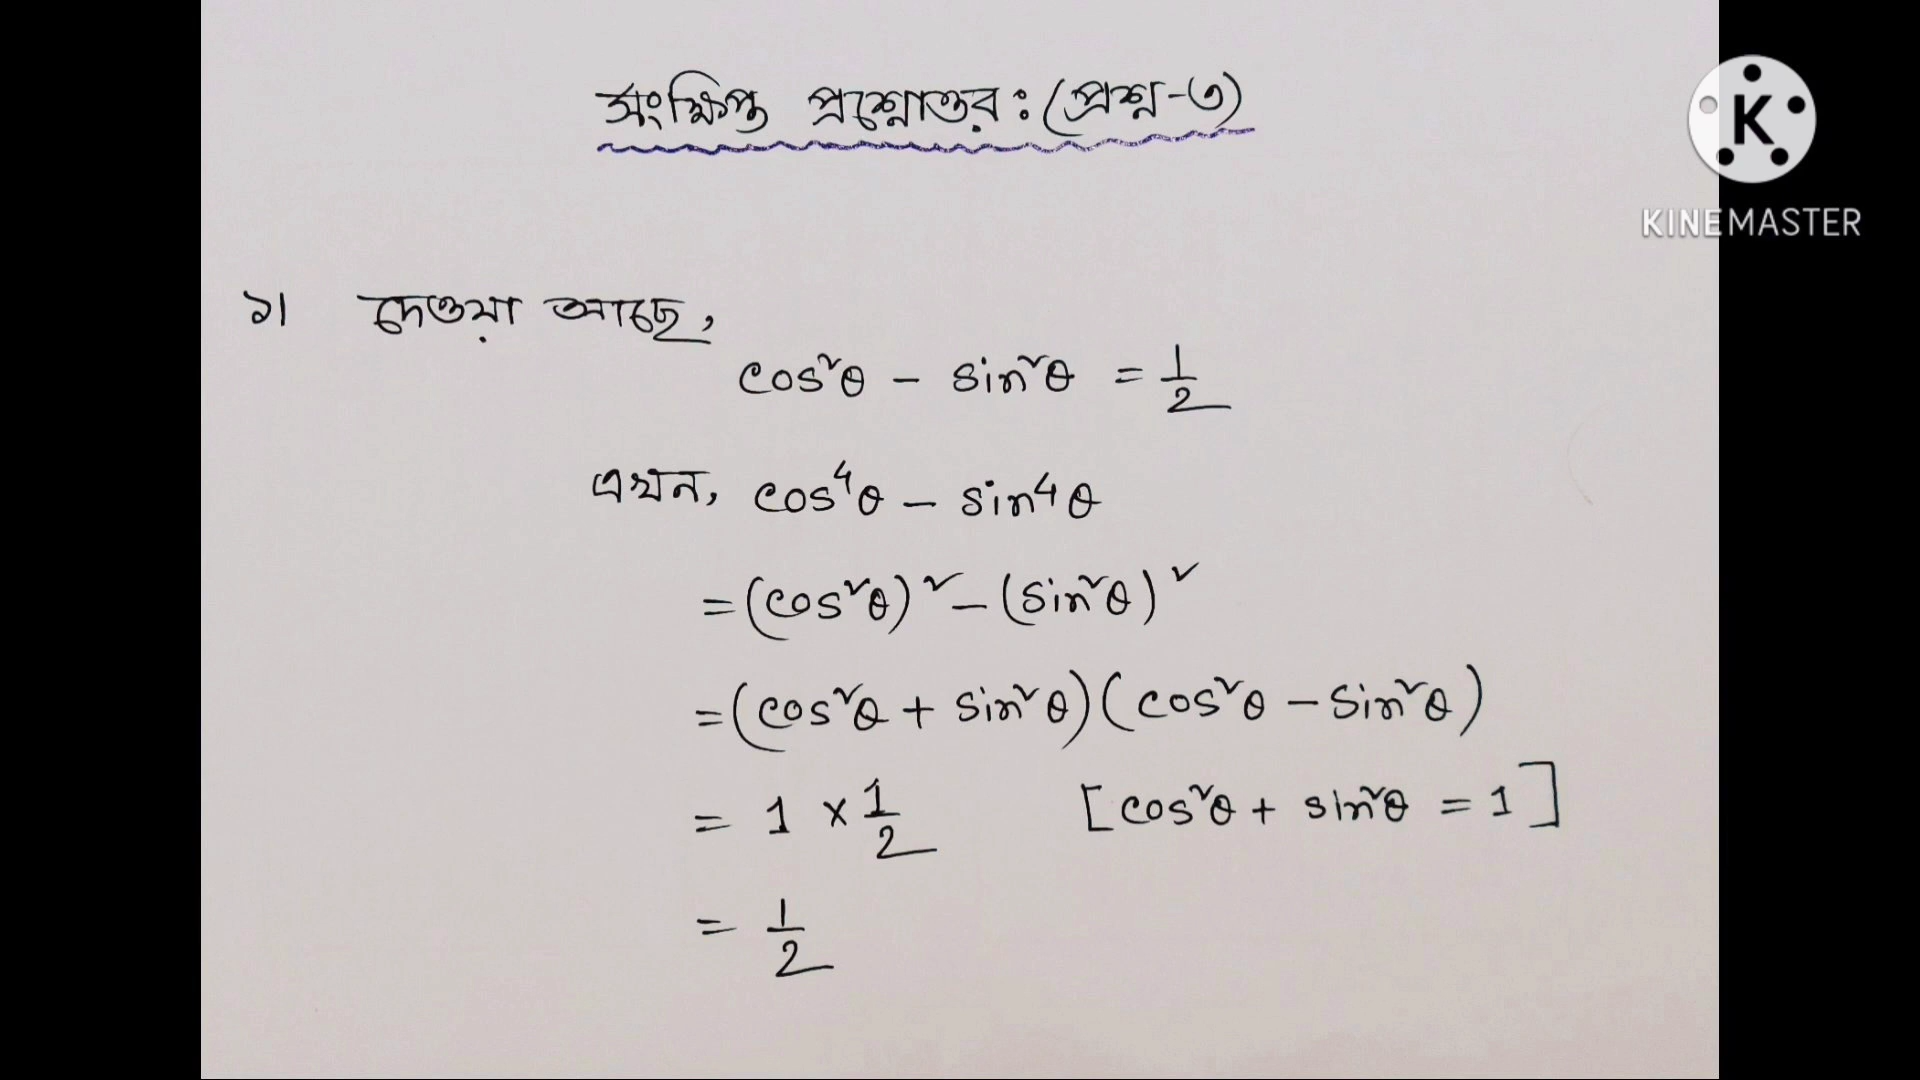 সংক্ষিপ্ত প্রশ্নোত্তর: (প্রশ্ন-৩)
K
KINEMASTER
১। দেওয়া আছে,
cos²θ - sin²θ = 1/2
এখন, cos⁴θ - sin⁴θ
= (cos²θ)² - (sin²θ)²
= (cos²θ + sin²θ)(cos²θ - sin²θ)
= 1 × 1/2 [cos²θ + sin²θ = 1]
= 1/2